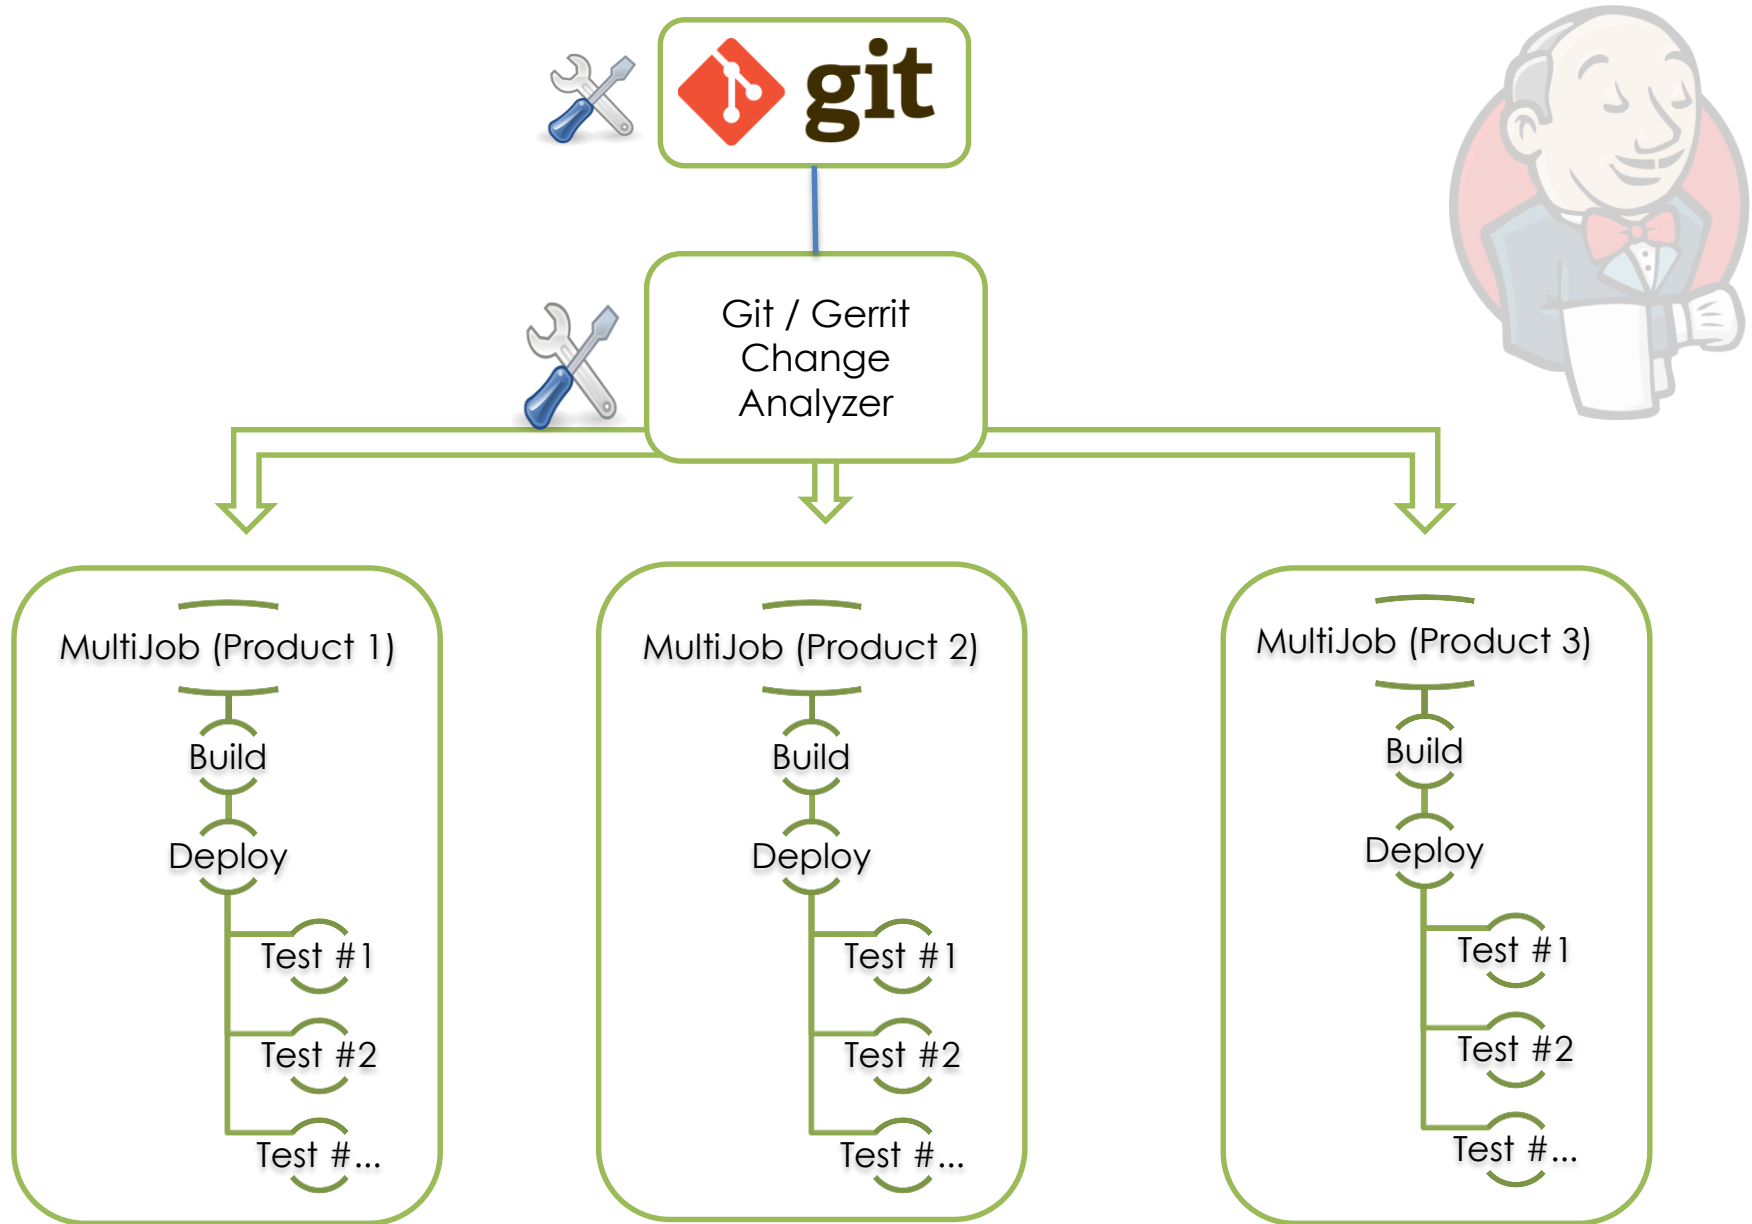 git
Git / Gerrit
Change
Analyzer
MultiJob (Product 1)
Build
Deploy
Test #1
Test #2
Test #...
MultiJob (Product 2)
Build
Deploy
Test #1
Test #2
Test #...
MultiJob (Product 3)
Build
Deploy
Test #1
Test #2
Test #...